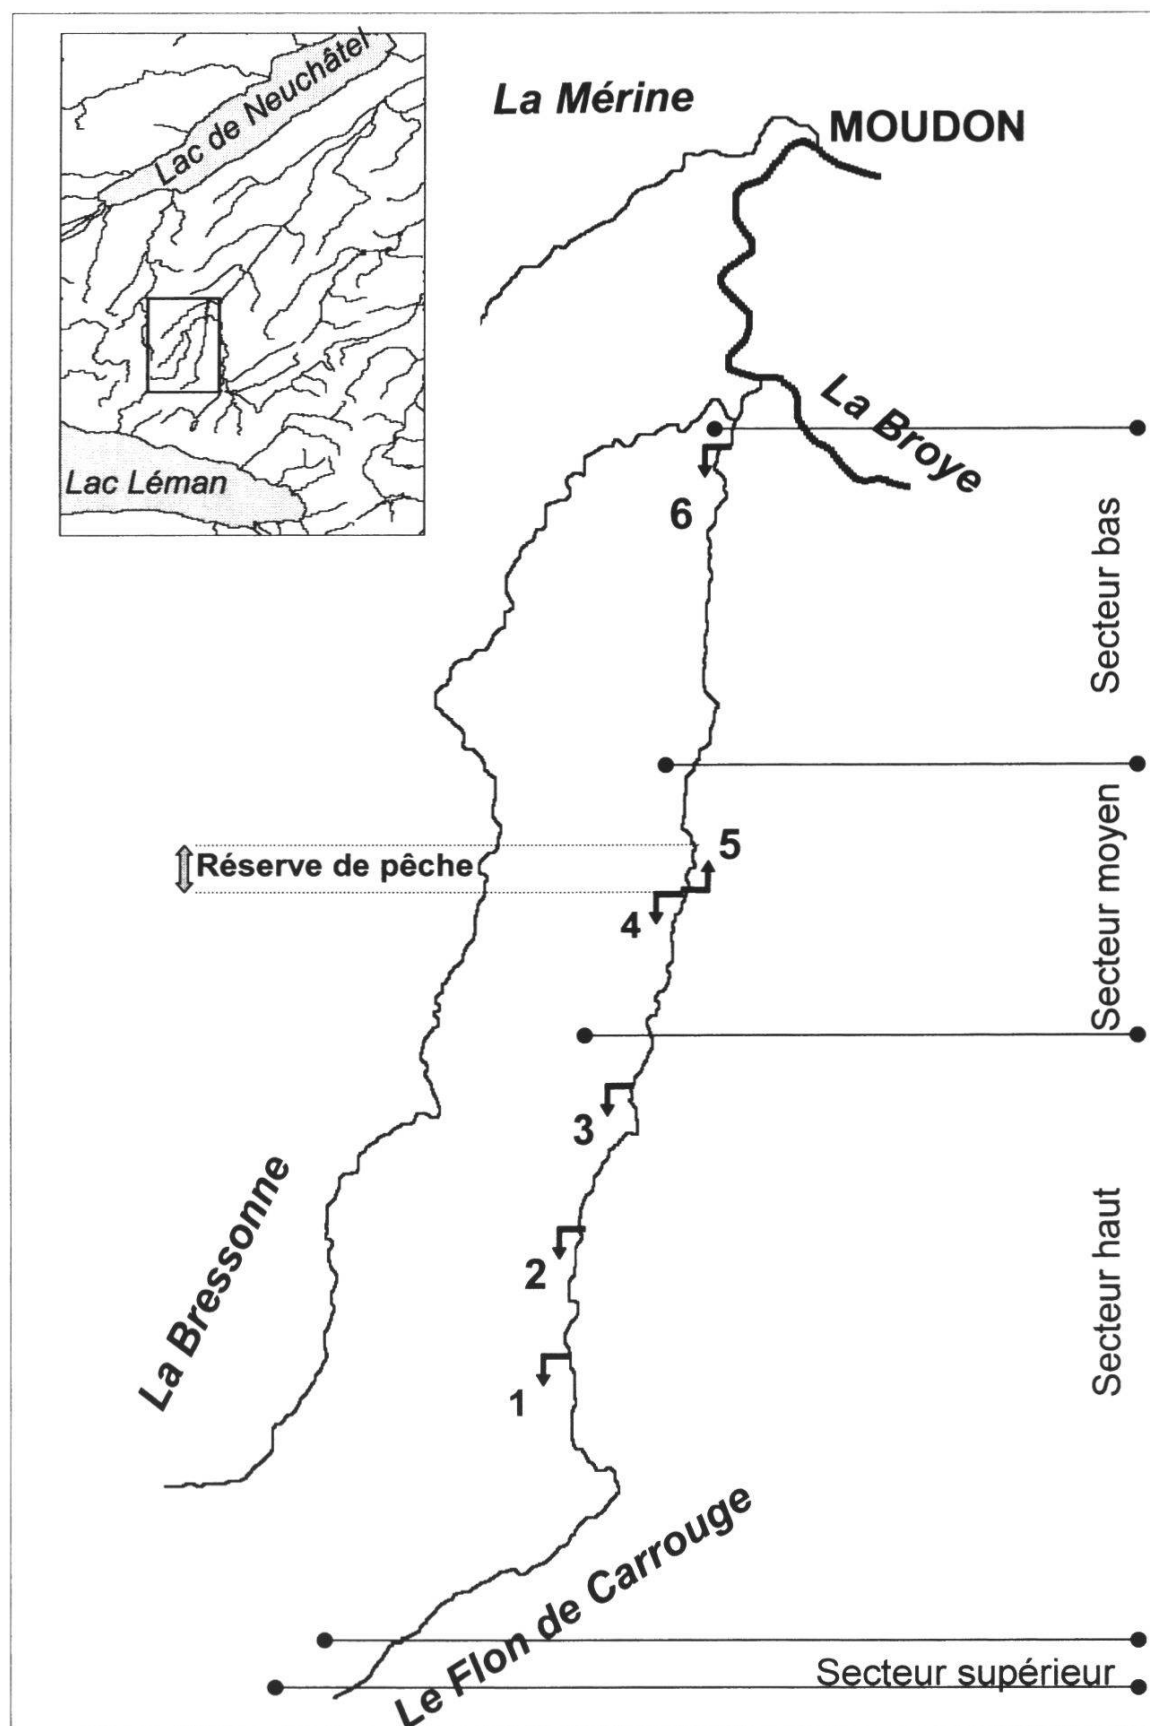 Lac de Neuchâtel
Lac Léman
La Mérine
MOUDON
La Broye
6
Secteur bas
5
Réserve de pêche
4
Secteur moyen
3
La Bressonne
2
Secteur haut
1
Le Flon de Carrouge
Secteur supérieur